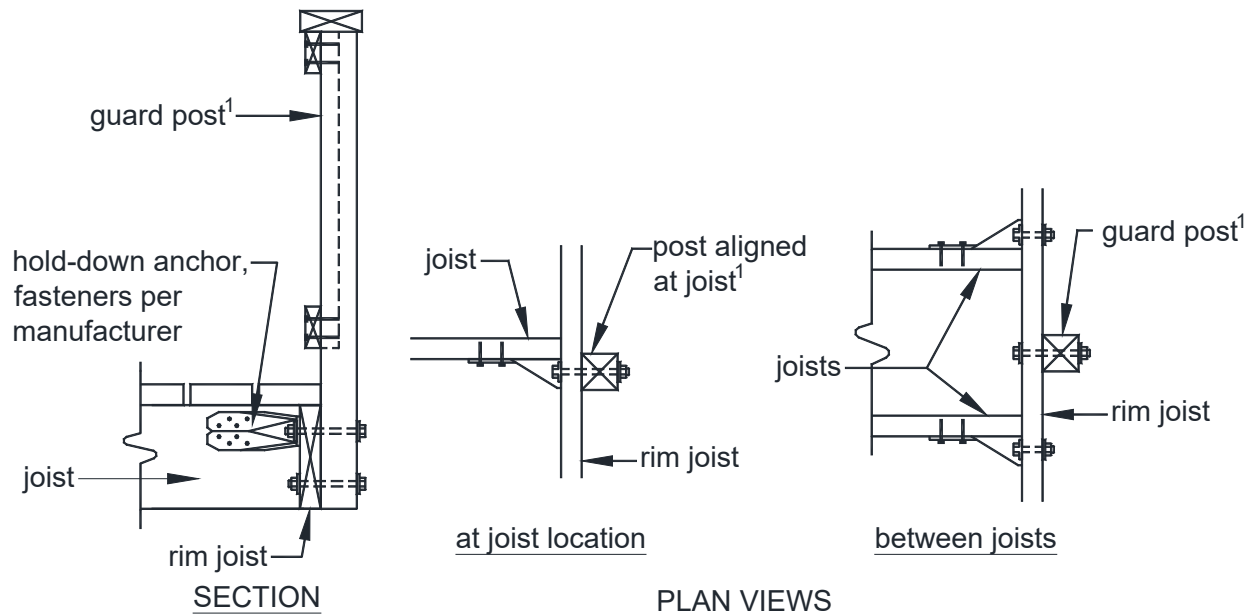 guard post¹
hold-down anchor,
fasteners per
manufacturer
joist
rim joist
SECTION
joist
post aligned
at joist¹
rim joist
at joist location
guard post¹
joists
rim joist
between joists
PLAN VIEWS